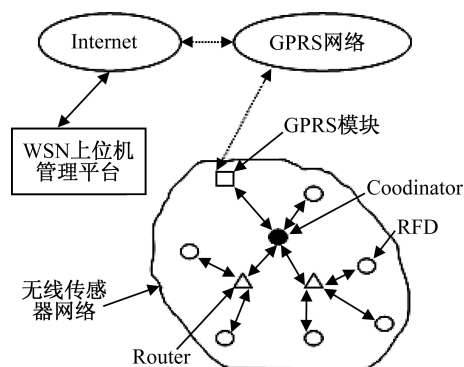 Internet
GPRS网络
WSN上位机
管理平台
GPRS模块
Coodinator
RFD
无线传感
器网络
Router